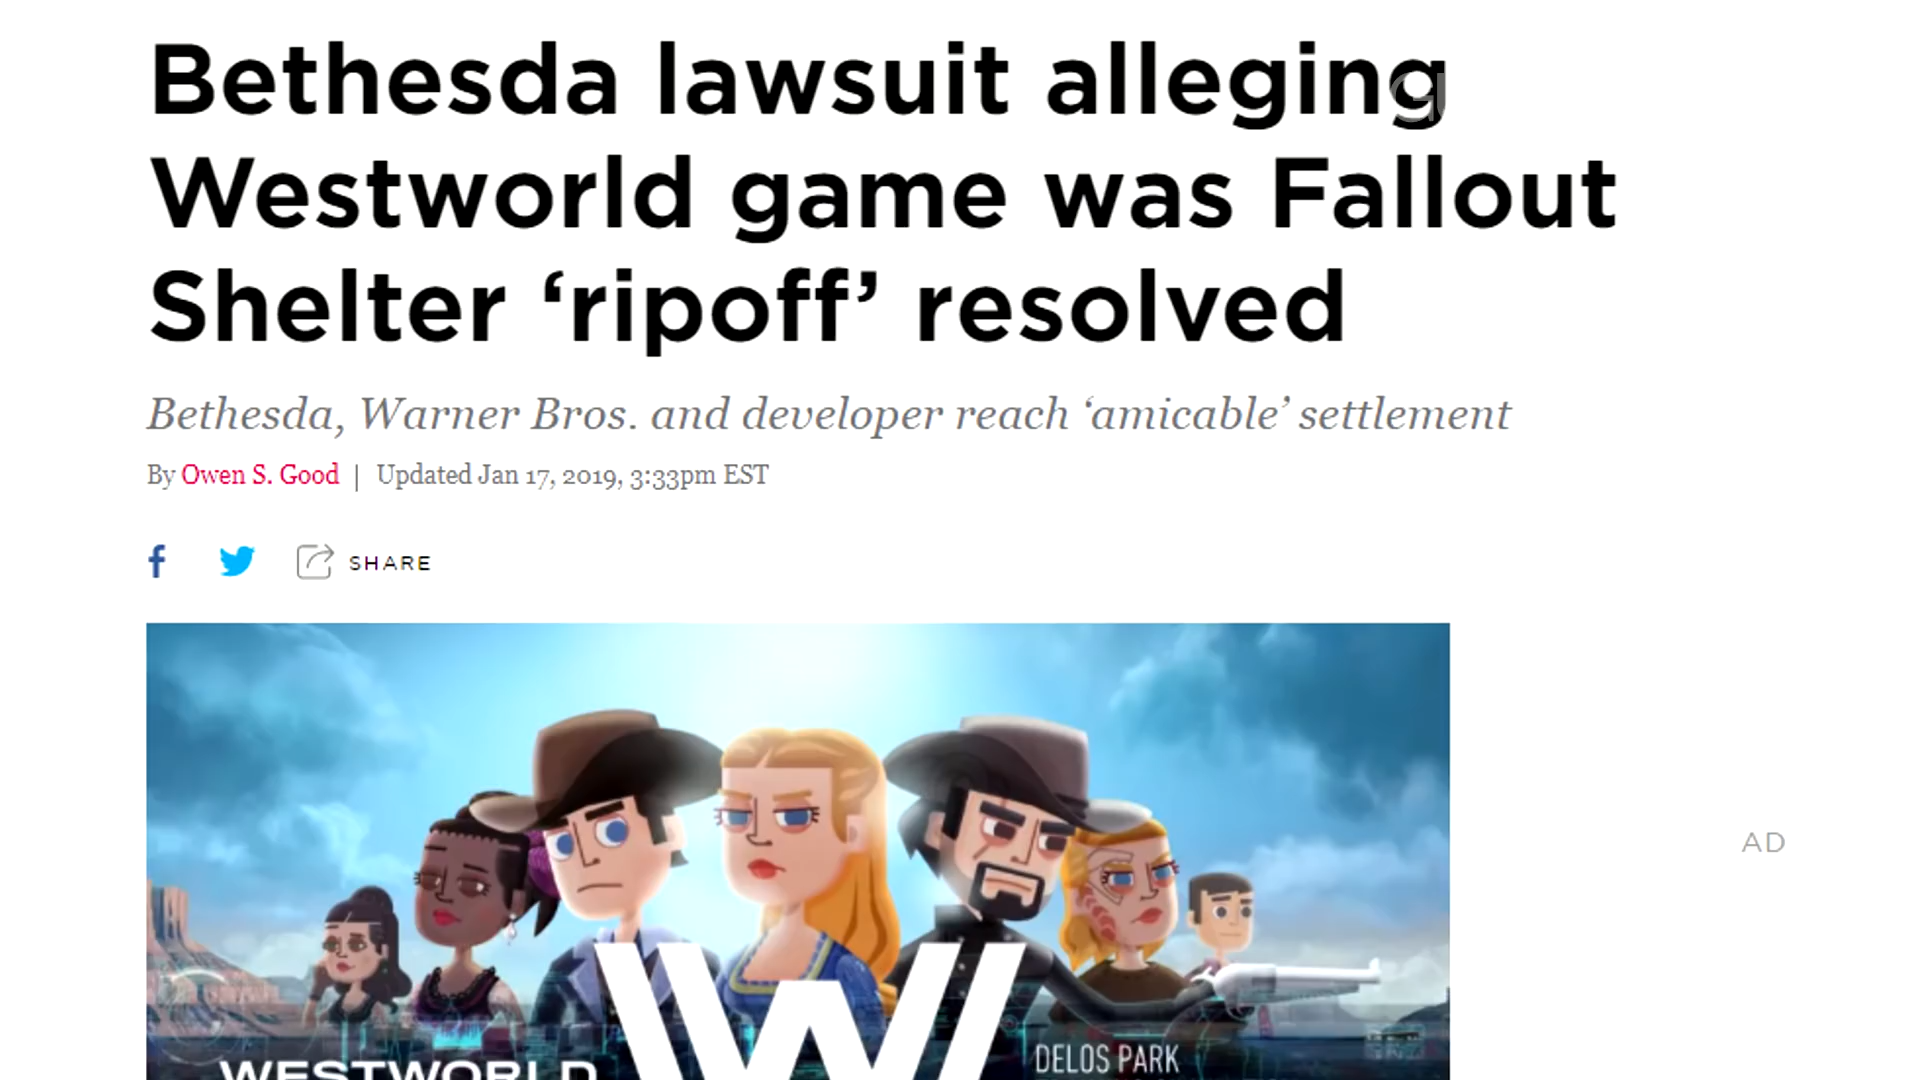 Bethesda lawsuit alleging
Westworld game was Fallout
Shelter ‘ripoff’ resolved
Bethesda, Warner Bros. and developer reach ‘amicable’ settlement
By Owen S. Good | Updated Jan 17, 2019, 3:33pm EST
SHARE
AD
WESTWORLD
DELOS PARK